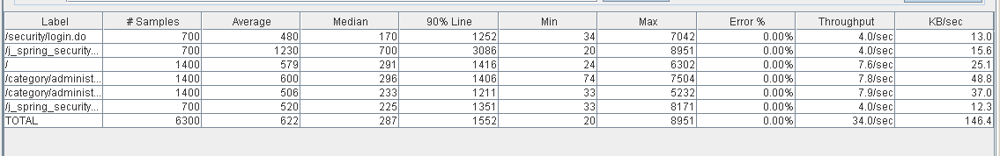 Label # Samples Average Median 90% Line Min Max Error % Throughput KB/sec
/security/login.do 700 480 170 1252 34 7042 0.00% 4.0/sec 13.0
/j_spring_security... 700 1230 700 3086 20 8951 0.00% 4.0/sec 15.6
/ 1400 579 291 1416 24 6302 0.00% 7.6/sec 25.1
/category/administ... 1400 600 296 1406 74 7504 0.00% 7.8/sec 48.8
/category/administ... 1400 506 233 1211 33 5232 0.00% 7.9/sec 37.0
/j_spring_security... 700 520 225 1351 33 8171 0.00% 4.0/sec 12.3
TOTAL 6300 622 287 1552 20 8951 0.00% 34.0/sec 146.4